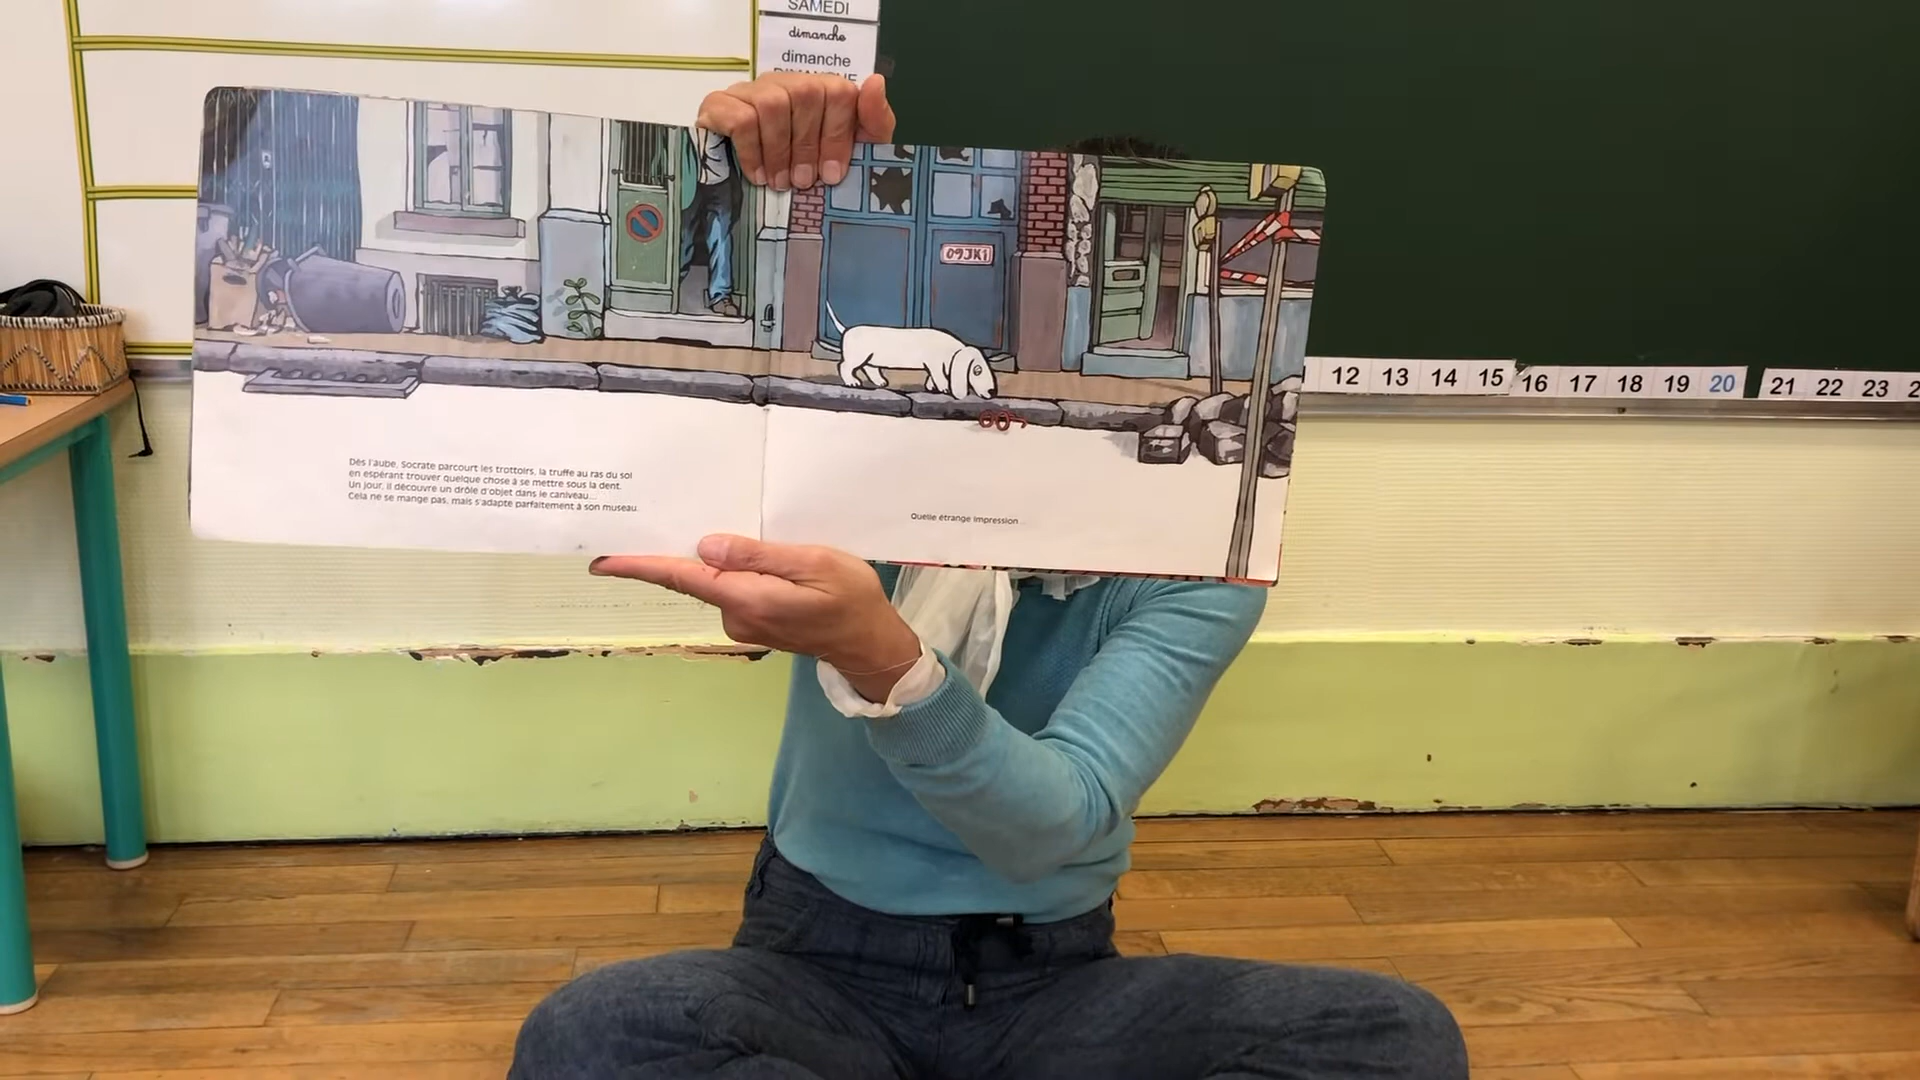 SAMEDI
dimanche
dimanche
DIMANCHE
09JK1
12 13 14 15 16 17 18 19 20 21 22 23
Dès l'aube, Socrate parcourt les trottoirs, la truffe au ras du sol
en espérant trouver quelque chose à se mettre sous la dent.
Un jour, il découvre un drôle d'objet dans le caniveau...
Cela ne se mange pas, mais s'adapte parfaitement à son museau.
Quelle étrange impression...